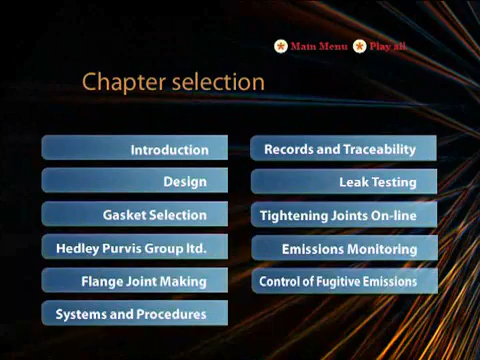 Main Menu Play all
Chapter selection
Introduction
Design
Gasket Selection
Hedley Purvis Group ltd.
Flange Joint Making
Systems and Procedures
Records and Traceability
Leak Testing
Tightening Joints On-line
Emissions Monitoring
Control of Fugitive Emissions